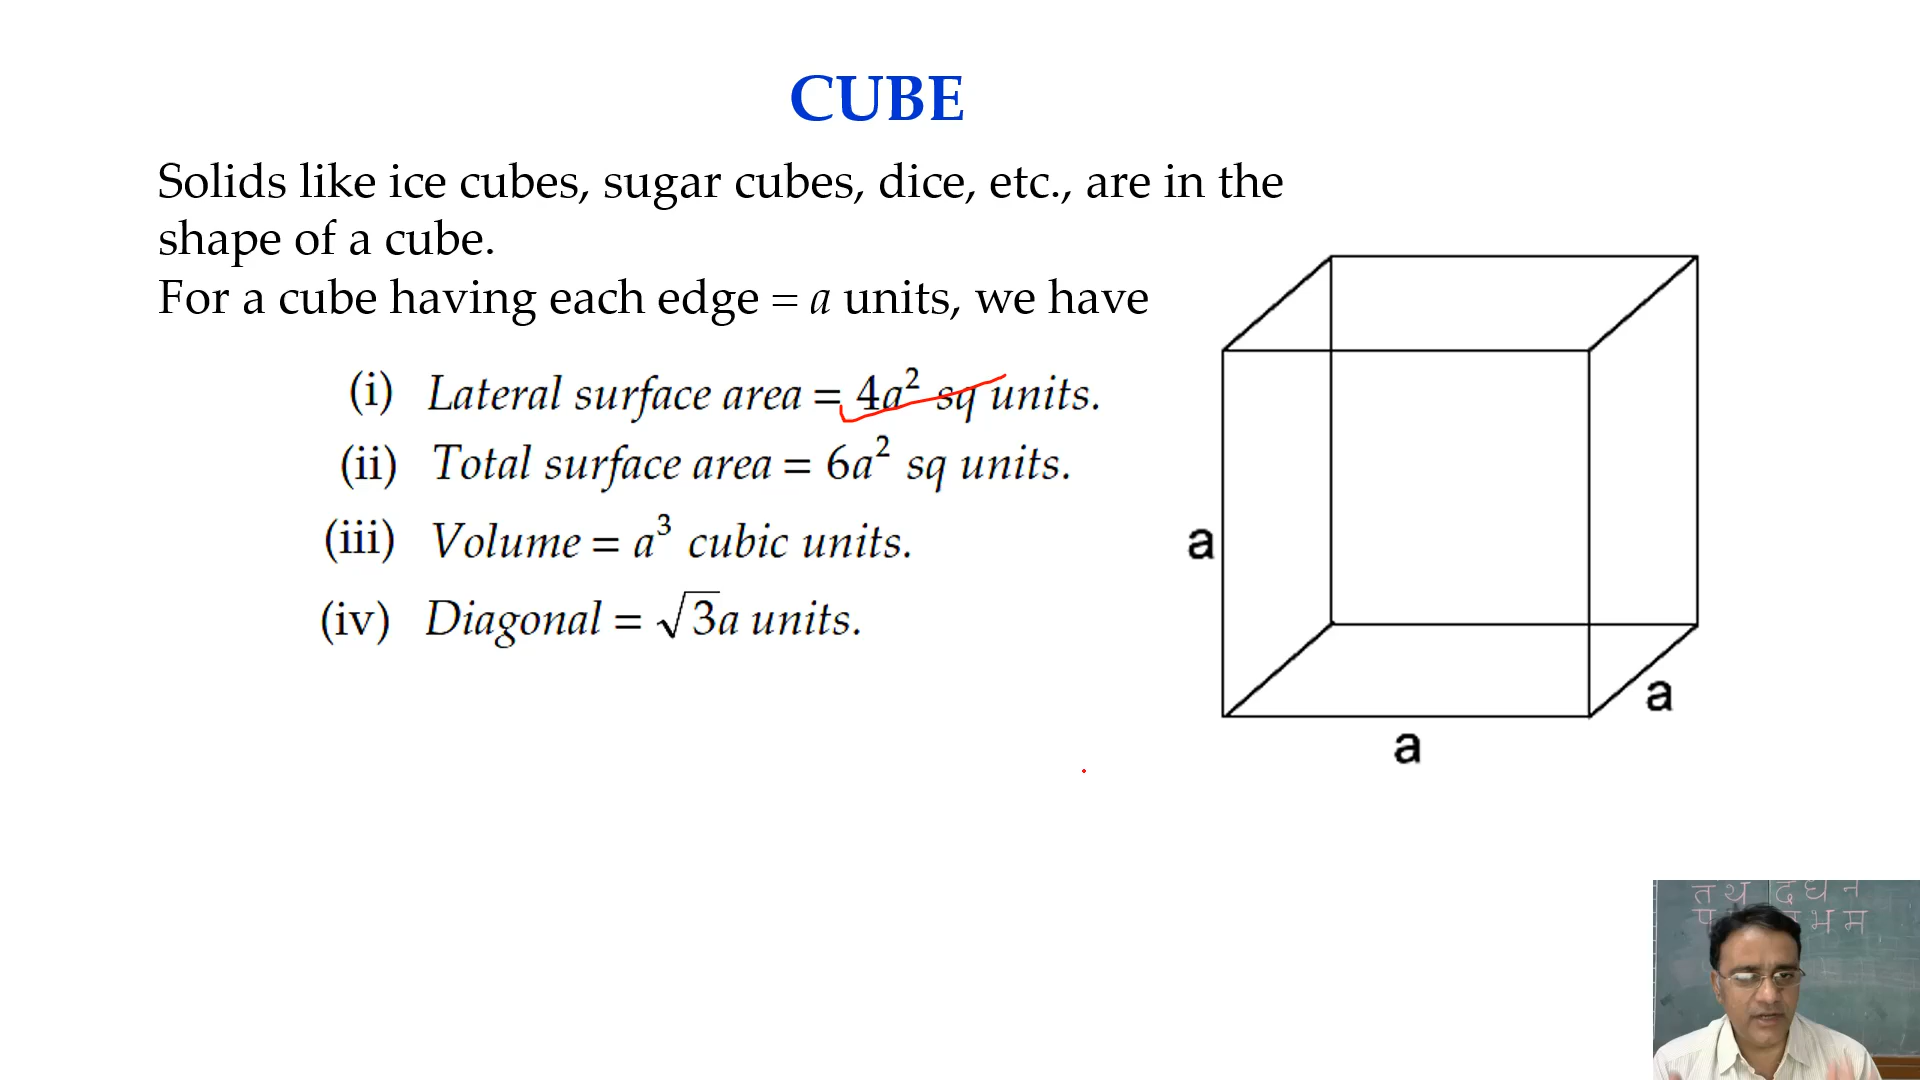 CUBE
Solids like ice cubes, sugar cubes, dice, etc., are in the
shape of a cube.
For a cube having each edge = a units, we have
(i) Lateral surface area = 4a² sq units.
(ii) Total surface area = 6a² sq units.
(iii) Volume = a³ cubic units.
(iv) Diagonal = √3a units.
a
a
a
त थ द ध न
प भ म